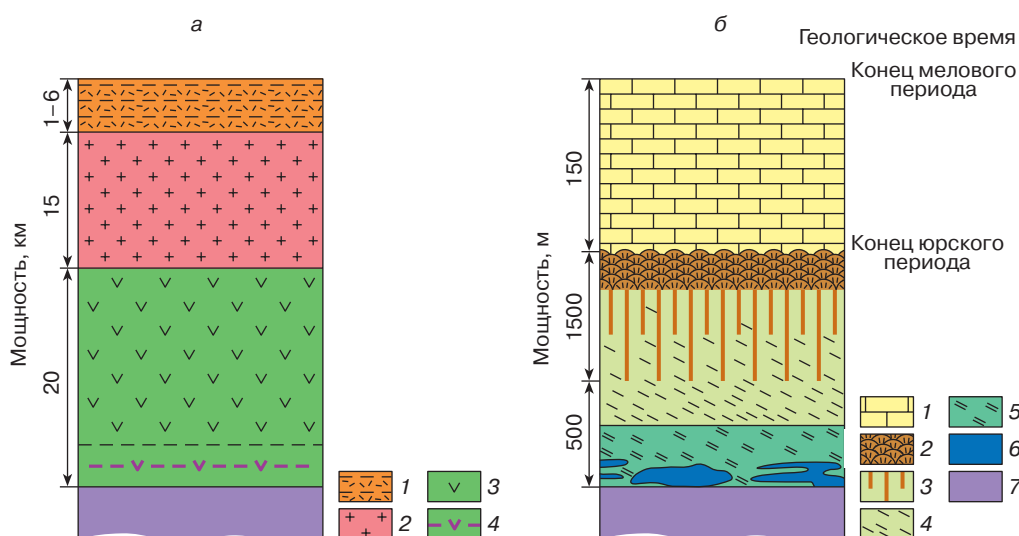 а
б
Геологическое время
Конец мелового
периода
Конец юрского
периода
Мощность, км
1–6
15
20
Мощность, м
150
1500
500
1
2
3
4
1
2
3
4
5
6
7